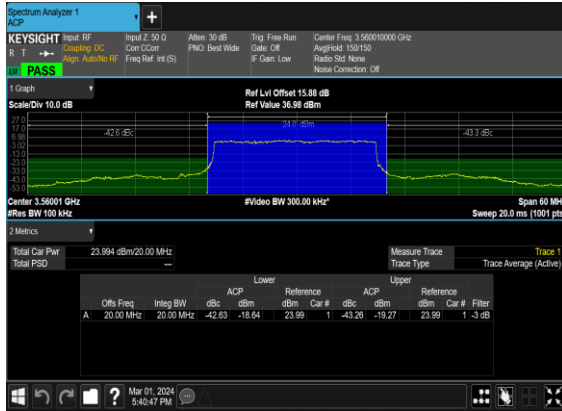 Spectrum Analyzer 1
ACP
KEYSIGHT Input: RF Input Z: 50 Ω Atten: 30 dB Trig: Free Run Center Freq: 3.560010000 GHz
R T Coupling: DC Corr CCorr PNO: Best Wide Gate: Off Avg|Hold: 150/150
Align: Auto/No RF Freq Ref: Int (S) IF Gain: Low Radio Std: None
LXI PASS Noise Correction: Off
1 Graph Ref Lvl Offset 15.88 dB
Scale/Div 10.0 dB Ref Value 36.98 dBm
27.0 24.0 dBm
17.0 -42.6 dBc -43.3 dBc
6.98
-3.02
-13.0
-23.0
-33.0
-43.0
-53.0
Center 3.56001 GHz #Video BW 300.00 kHz* Span 60 MH
#Res BW 100 kHz Sweep 20.0 ms (1001 pts
2 Metrics
Total Car Pwr 23.994 dBm/20.00 MHz Measure Trace Trace 1
Total PSD --- Trace Type Trace Average (Active)
Lower Upper
ACP Reference ACP Reference
Offs Freq Integ BW dBc dBm dBm Car # dBc dBm dBm Car # Filter
A 20.00 MHz 20.00 MHz -42.63 -18.64 23.99 1 -43.26 -19.27 23.99 1 -3 dB
? Mar 01, 2024
5:40:47 PM